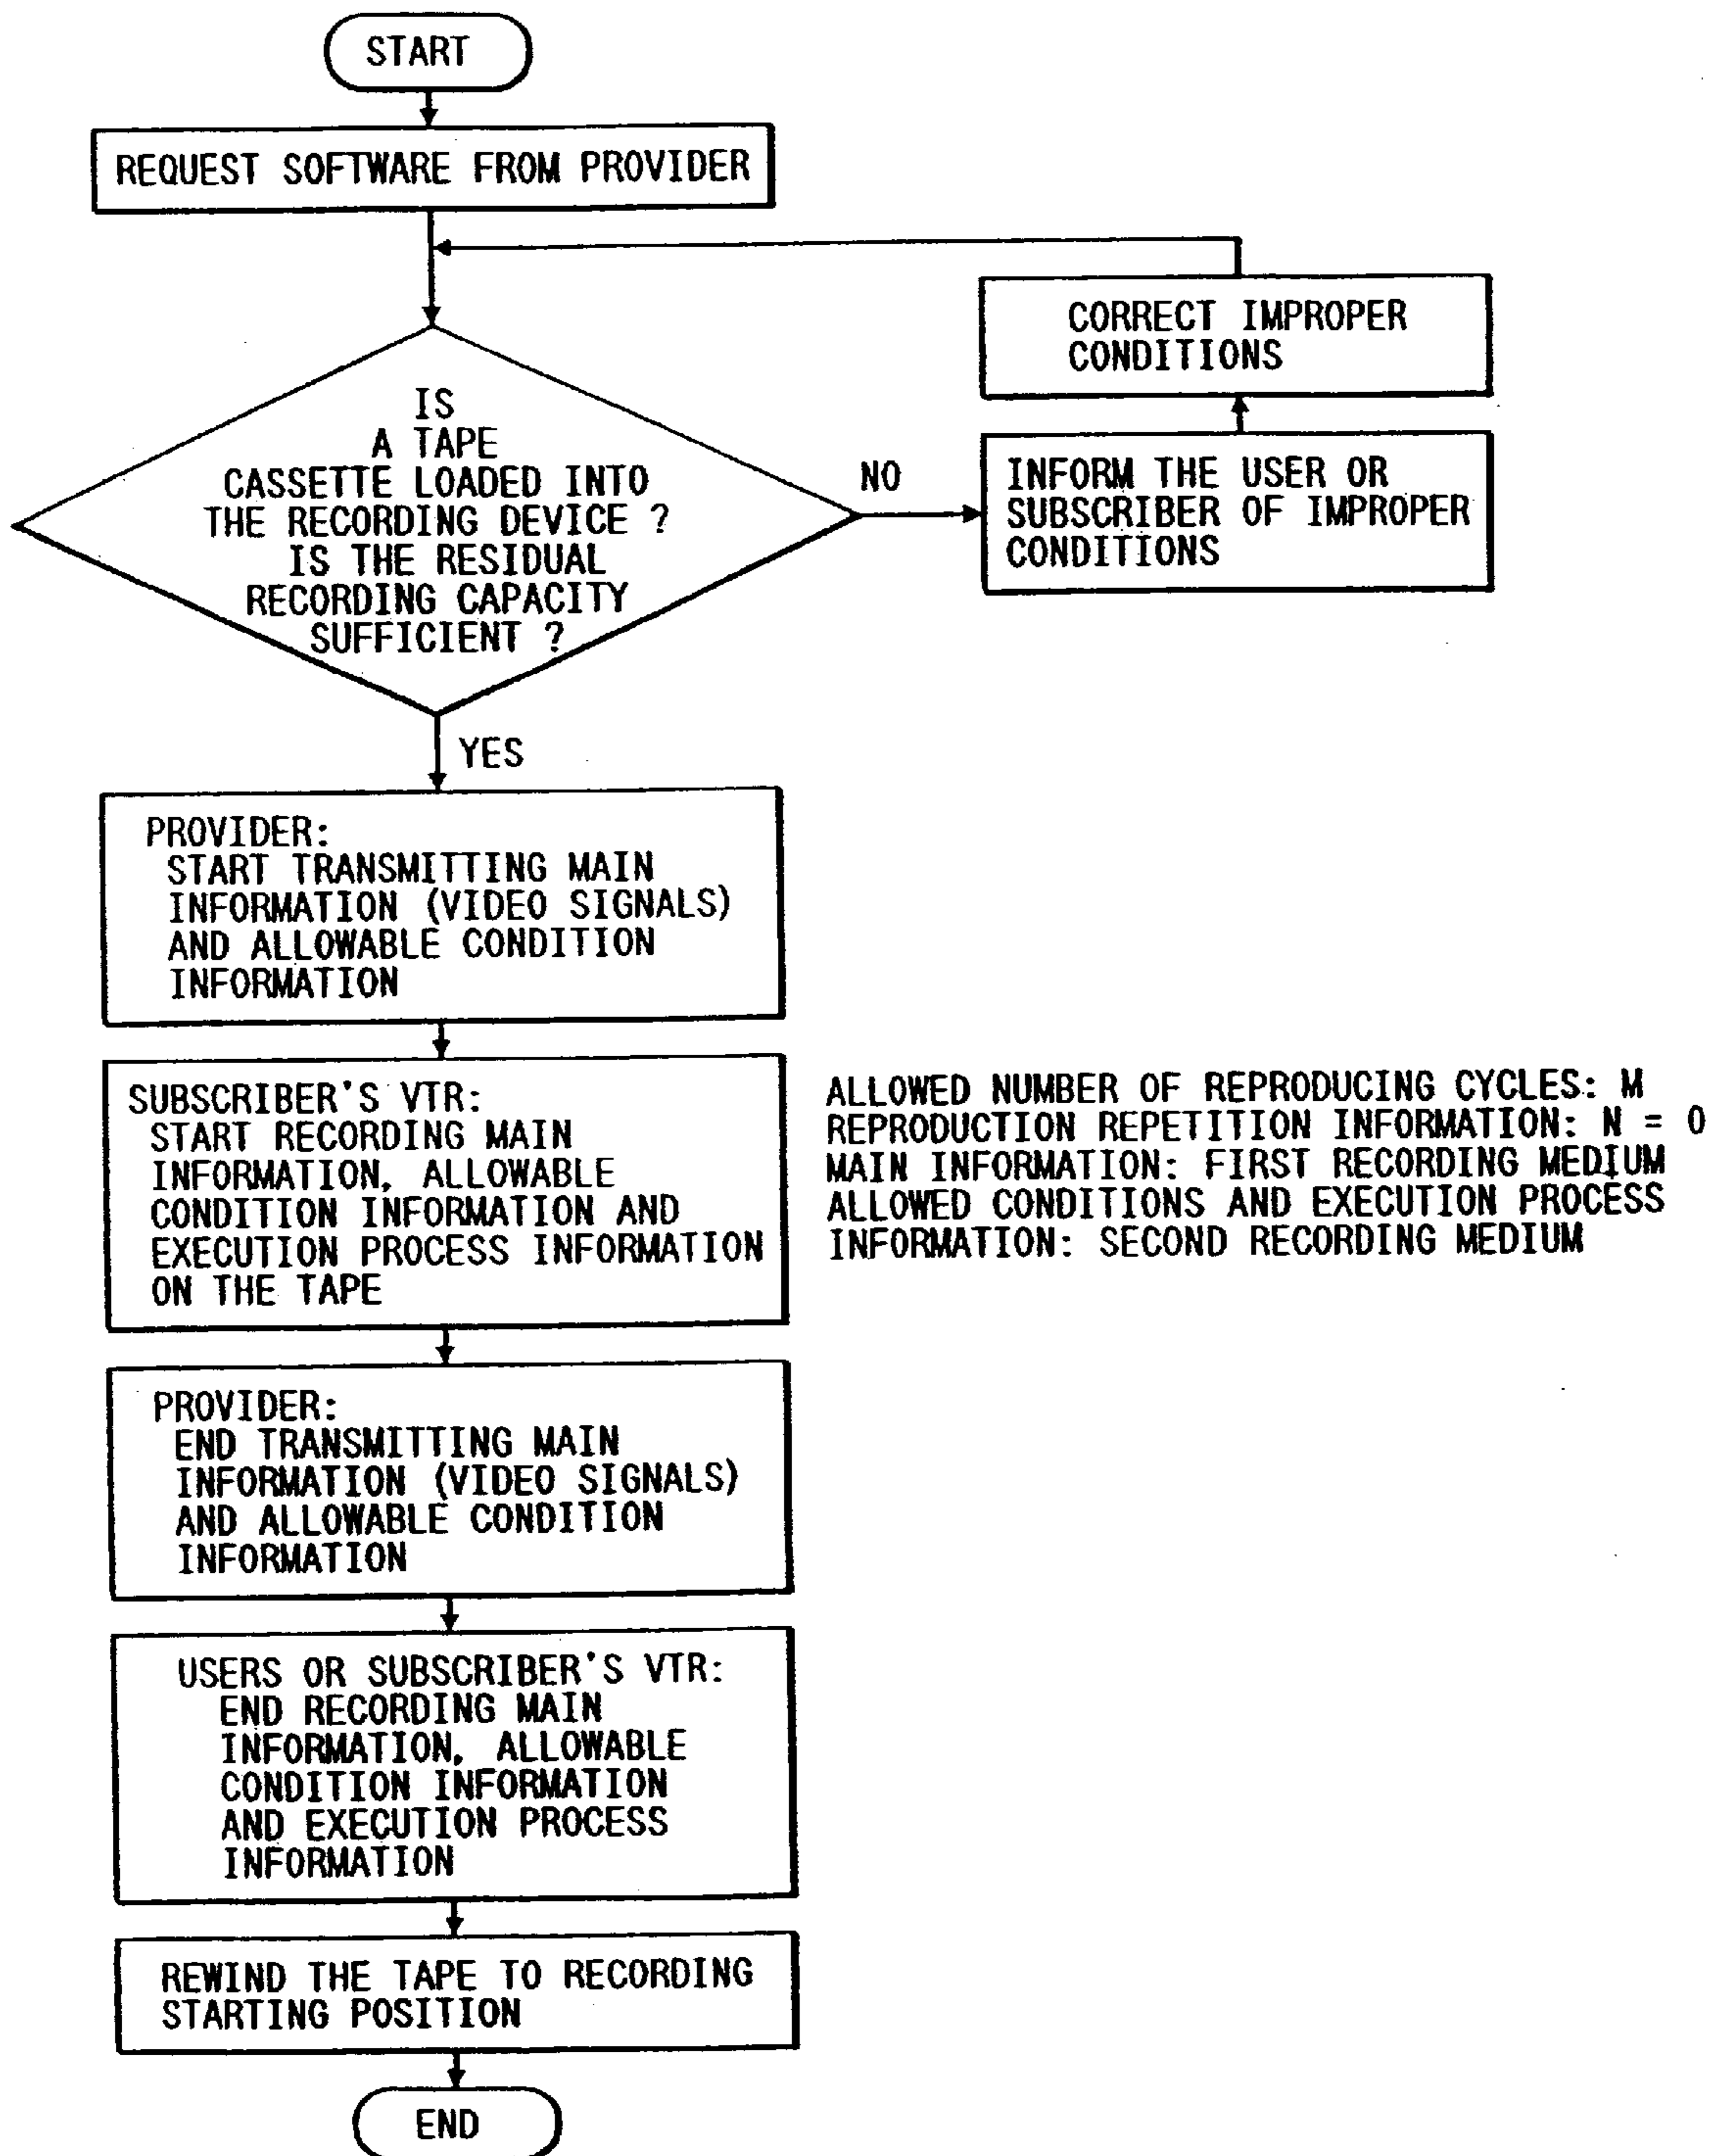 START
REQUEST SOFTWARE FROM PROVIDER
CORRECT IMPROPER
CONDITIONS
IS
A TAPE
CASSETTE LOADED INTO
THE RECORDING DEVICE ?
IS THE RESIDUAL
RECORDING CAPACITY
SUFFICIENT ?
NO
INFORM THE USER OR
SUBSCRIBER OF IMPROPER
CONDITIONS
YES
PROVIDER:
START TRANSMITTING MAIN
INFORMATION (VIDEO SIGNALS)
AND ALLOWABLE CONDITION
INFORMATION
SUBSCRIBER'S VTR:
START RECORDING MAIN
INFORMATION, ALLOWABLE
CONDITION INFORMATION AND
EXECUTION PROCESS INFORMATION
ON THE TAPE
ALLOWED NUMBER OF REPRODUCING CYCLES: M
REPRODUCTION REPETITION INFORMATION: N = 0
MAIN INFORMATION: FIRST RECORDING MEDIUM
ALLOWED CONDITIONS AND EXECUTION PROCESS
INFORMATION: SECOND RECORDING MEDIUM
PROVIDER:
END TRANSMITTING MAIN
INFORMATION (VIDEO SIGNALS)
AND ALLOWABLE CONDITION
INFORMATION
USERS OR SUBSCRIBER'S VTR:
END RECORDING MAIN
INFORMATION, ALLOWABLE
CONDITION INFORMATION
AND EXECUTION PROCESS
INFORMATION
REWIND THE TAPE TO RECORDING
STARTING POSITION
END